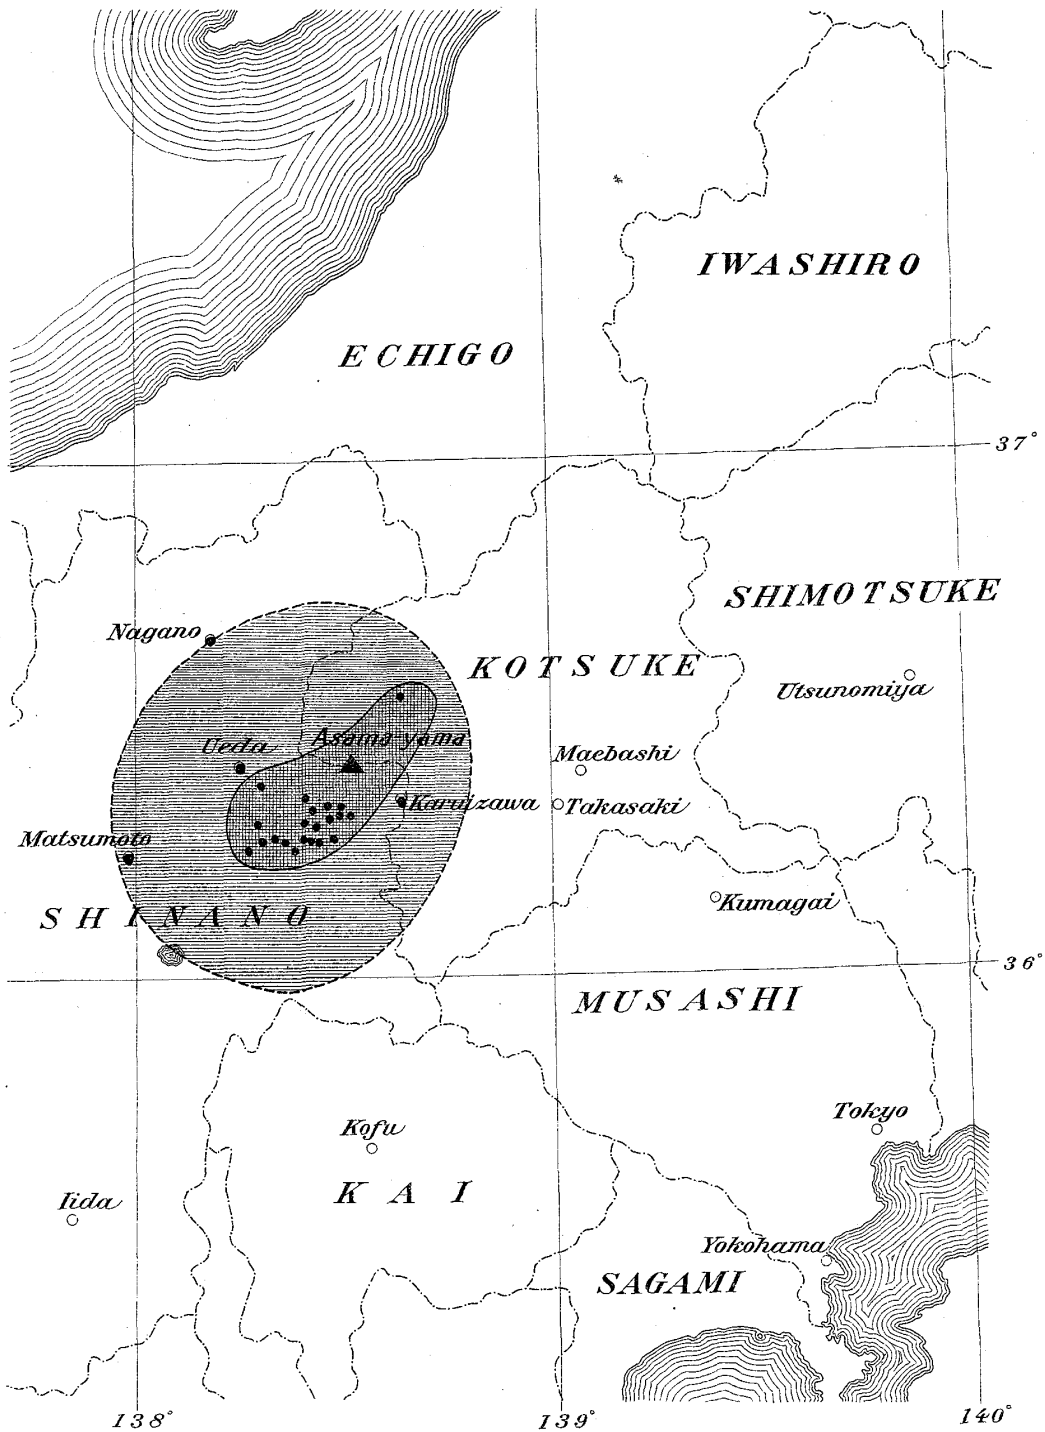 IWASHIRO
ECHIGO
37°
SHIMOTSUKE
Nagano
KOTSUKE
Utsunomiya
Ueda
Asama-yama
Maebashi
Karuizawa
Takasaki
Matsumoto
Kumagai
SHINANO
36°
MUSASHI
Tokyo
Kofu
KAI
Iida
Yokohama
SAGAMI
138°
139°
140°